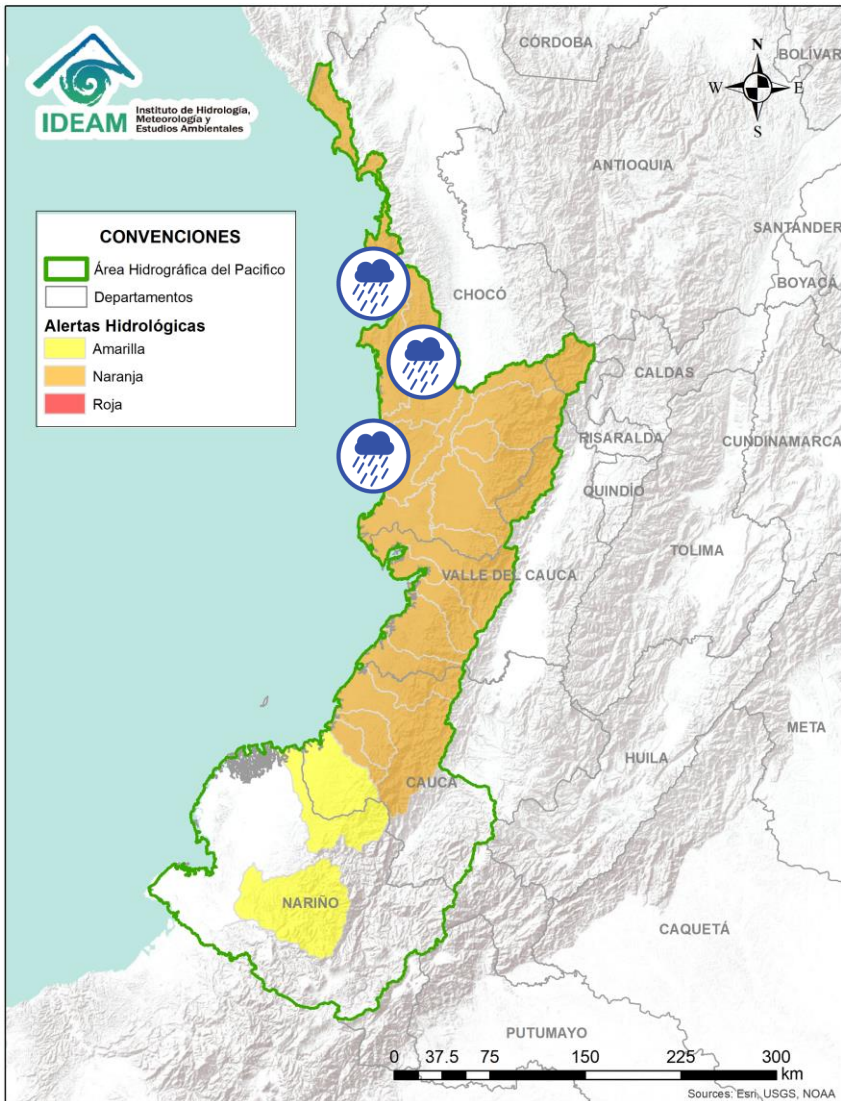 IDEAM
Instituto de Hidrología,
Meteorología y
Estudios Ambientales
CONVENCIONES
Área Hidrográfica del Pacifico
Departamentos
Alertas Hidrológicas
Amarilla
Naranja
Roja
N
W E
S
CÓRDOBA
BOLÍVAR
ANTIOQUIA
SANTANDER
BOYACÁ
CHOCÓ
CALDAS
RISARALDA
CUNDINAMARCA
QUINDÍO
TOLIMA
VALLE DEL CAUCA
META
HUILA
CAUCA
NARIÑO
CAQUETÁ
PUTUMAYO
0 37.5 75 150 225 300
km
Sources: Esri, USGS, NOAA